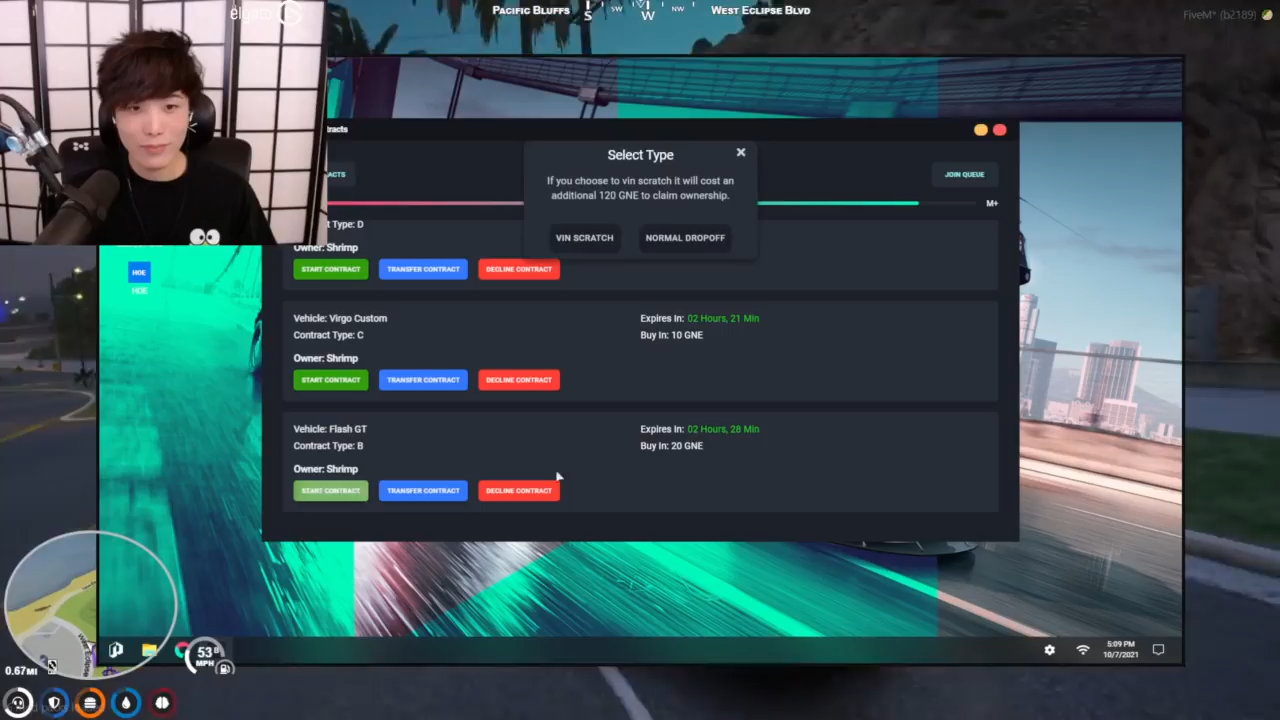 elgato
PACIFIC BLUFFS
S
SW
W
NW
WEST ECLIPSE BLVD
FiveM* (b2189)
Select Type
If you choose to vin scratch it will cost an
additional 120 GNE to claim ownership.
VIN SCRATCH
NORMAL DROPOFF
JOIN QUEUE
M+
Owner: Shrimp
START CONTRACT
TRANSFER CONTRACT
DECLINE CONTRACT
HOE
HOE
Vehicle: Virgo Custom
Expires In: 02 Hours, 21 Min
Contract Type: C
Buy In: 10 GNE
Owner: Shrimp
START CONTRACT
TRANSFER CONTRACT
DECLINE CONTRACT
Vehicle: Flash GT
Expires In: 02 Hours, 28 Min
Contract Type: B
Buy In: 20 GNE
Owner: Shrimp
START CONTRACT
TRANSFER CONTRACT
DECLINE CONTRACT
53
MPH
0.67MI
5:09 PM
10/7/2021